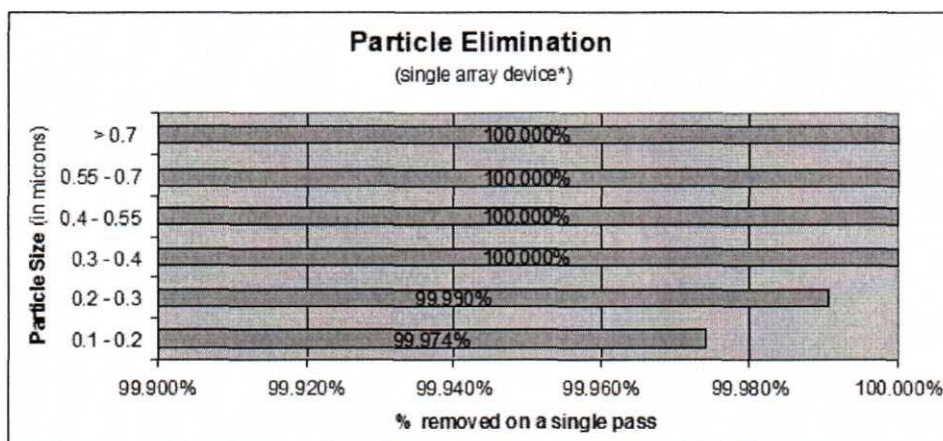 Particle Elimination
(single array device*)
Particle Size (in microns)
> 0.7
100.000%
0.55 - 0.7
100.000%
0.4 - 0.55
100.000%
0.3 - 0.4
100.000%
0.2 - 0.3
99.990%
0.1 - 0.2
99.974%
99.900% 99.920% 99.940% 99.960% 99.980% 100.000%
% removed on a single pass